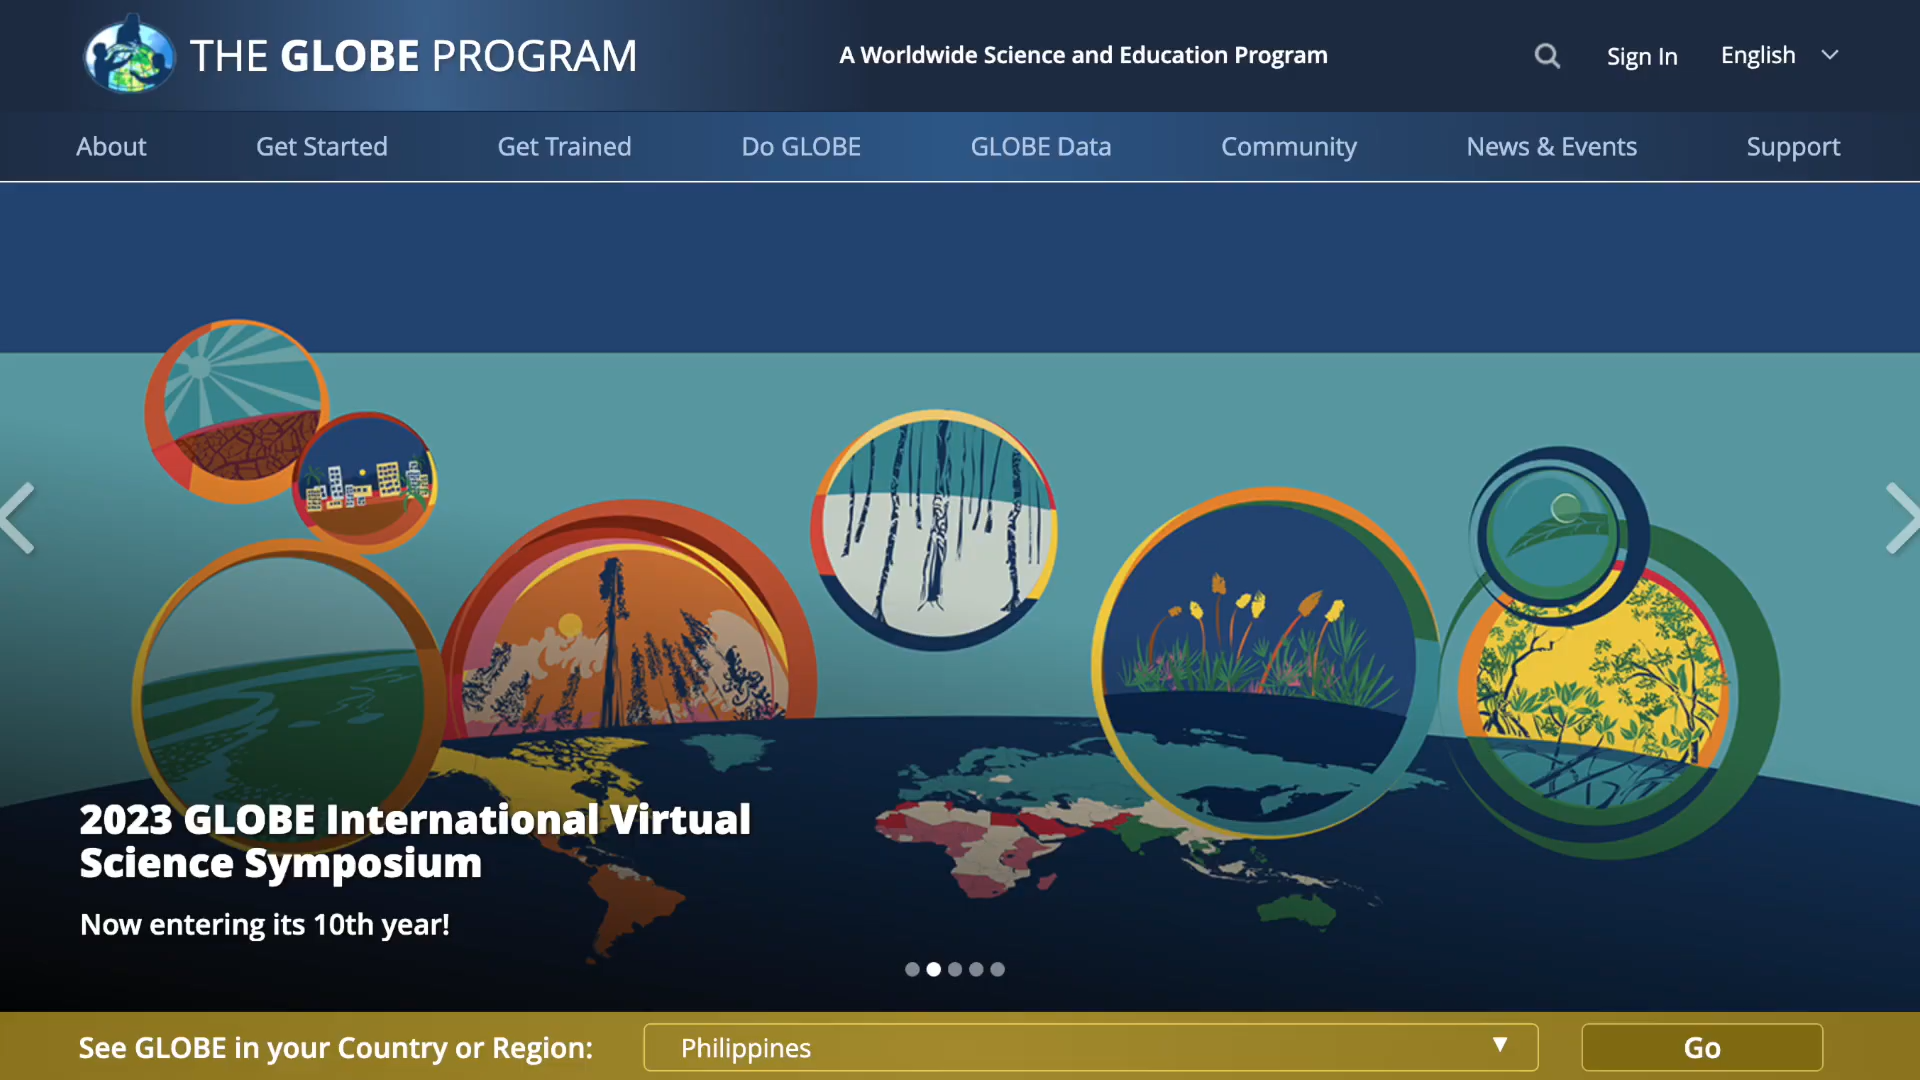 THE GLOBE PROGRAM
A Worldwide Science and Education Program
Sign In
English
About
Get Started
Get Trained
Do GLOBE
GLOBE Data
Community
News & Events
Support
2023 GLOBE International Virtual
Science Symposium
Now entering its 10th year!
See GLOBE in your Country or Region:
Philippines
Go